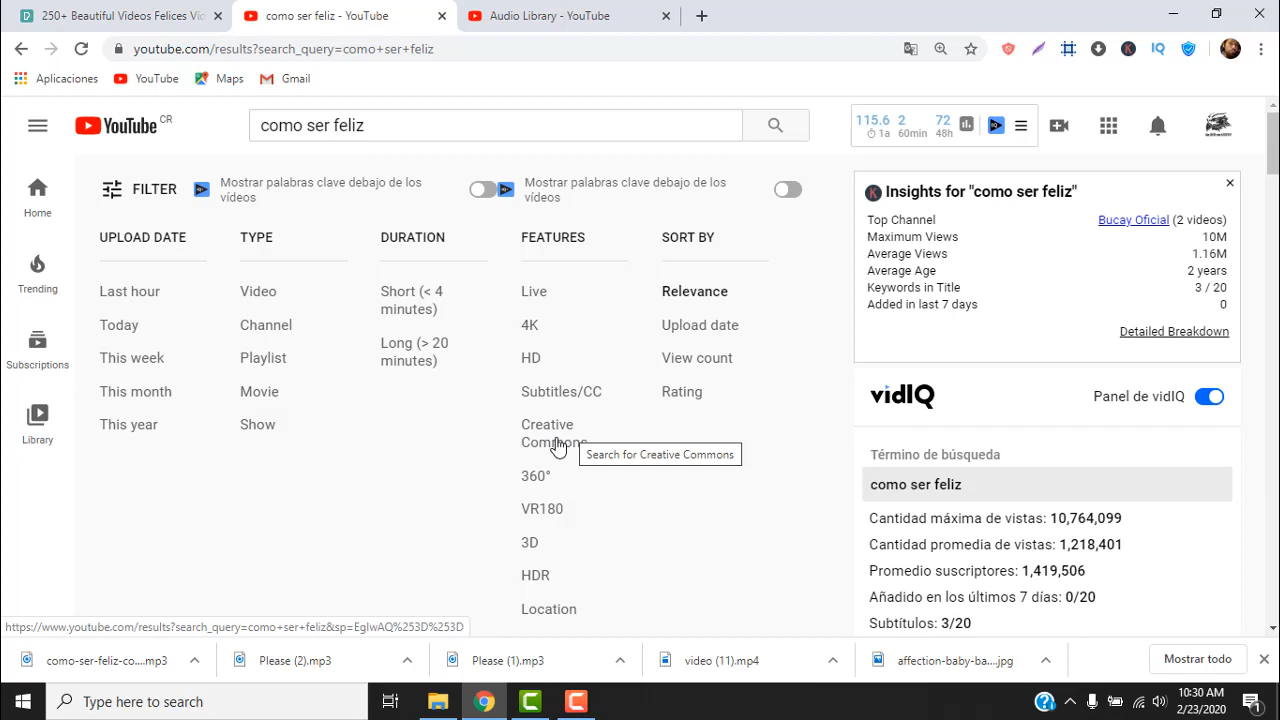 250+ Beautiful Videos Felices Vid
como ser feliz - YouTube
Audio Library - YouTube
youtube.com/results?search_query=como+ser+feliz
Aplicaciones
YouTube
Maps
Gmail
YouTube CR
como ser feliz
115.6 2 72
1a 60min 48h
Home
Trending
Subscriptions
Library
FILTER
Mostrar palabras clave debajo de los
vídeos
Mostrar palabras clave debajo de los
vídeos
UPLOAD DATE
Last hour
Today
This week
This month
This year
TYPE
Video
Channel
Playlist
Movie
Show
DURATION
Short (< 4
minutes)
Long (> 20
minutes)
FEATURES
Live
4K
HD
Subtitles/CC
Creative
Commons
360°
VR180
3D
HDR
Location
SORT BY
Relevance
Upload date
View count
Rating
Search for Creative Commons
Insights for "como ser feliz"
Top Channel Bucay Oficial (2 videos)
Maximum Views 10M
Average Views 1.16M
Average Age 2 years
Keywords in Title 3 / 20
Added in last 7 days 0
Detailed Breakdown
vidIQ
Panel de vidIQ
Término de búsqueda
como ser feliz
Cantidad máxima de vistas: 10,764,099
Cantidad promedia de vistas: 1,218,401
Promedio suscriptores: 1,419,506
Añadido en los últimos 7 días: 0/20
Subtítulos: 3/20
https://www.youtube.com/results?search_query=como+ser+feliz&sp=EgIwAQ%253D%253D
como-ser-feliz-co....mp3
Please (2).mp3
Please (1).mp3
video (11).mp4
affection-baby-ba....jpg
Mostrar todo
Type here to search
10:30 AM
2/23/2020
1